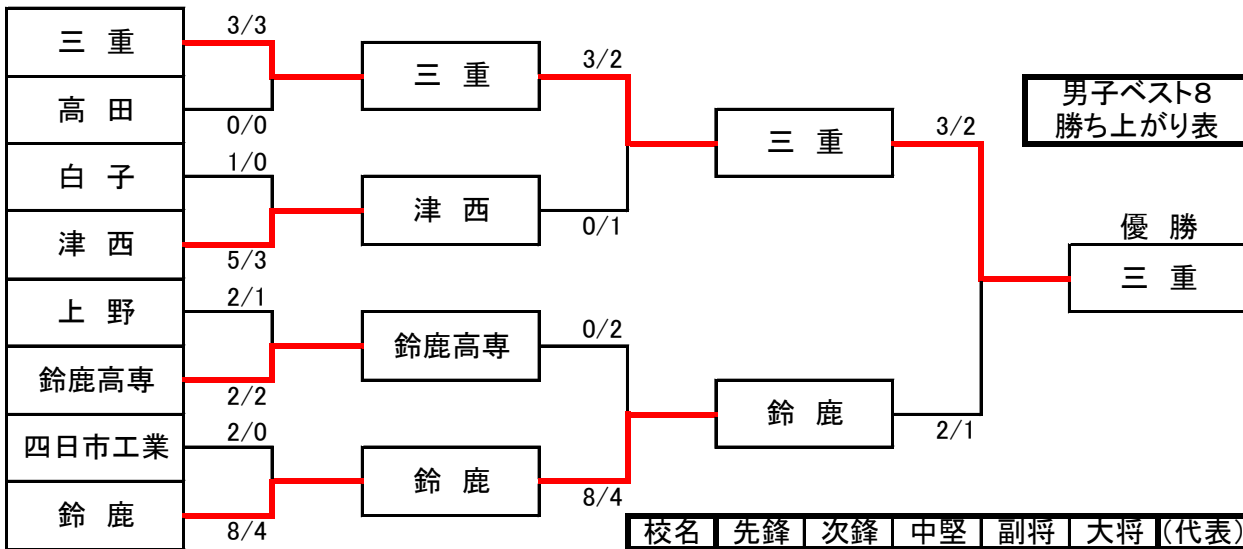 三重
3/3
高田
0/0
白子
1/0
津西
5/3
上野
2/1
鈴鹿高専
2/2
四日市工業
2/0
鈴鹿
8/4
三重
3/2
津西
0/1
鈴鹿高専
0/2
鈴鹿
8/4
三重
3/2
鈴鹿
2/1
男子ベスト8
勝ち上がり表
優勝
三重
校名 先鋒 次鋒 中堅 副将 大将 (代表)